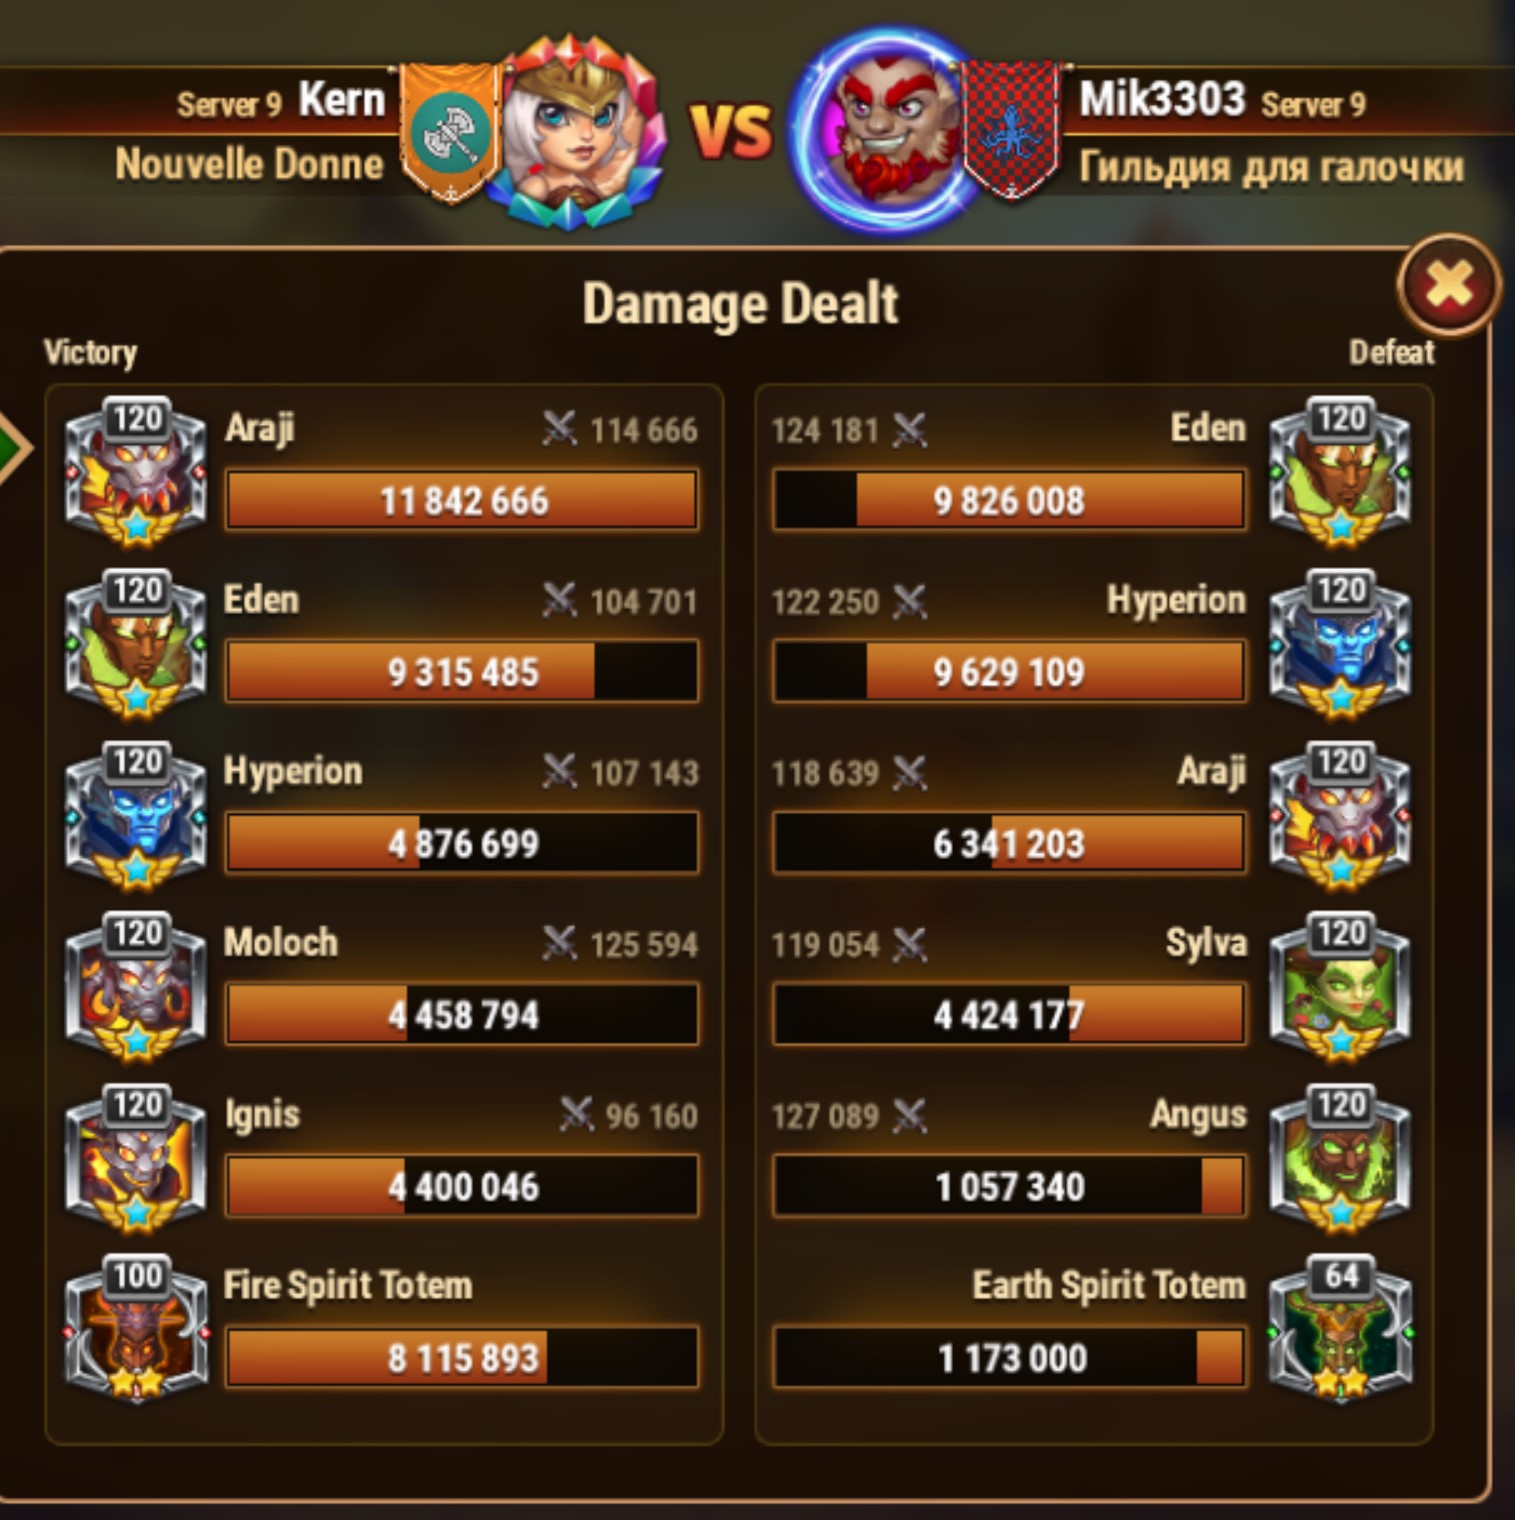 Server 9 Kern VS Mik3303 Server 9
Nouvelle Donne Гильдия для галочки
Damage Dealt
Victory Defeat
120 Araji 114 666 124 181 Eden 120
11 842 666 9 826 008
120 Eden 104 701 122 250 Hyperion 120
9 315 485 9 629 109
120 Hyperion 107 143 118 639 Araji 120
4 876 699 6 341 203
120 Moloch 125 594 119 054 Sylva 120
4 458 794 4 424 177
120 Ignis 96 160 127 089 Angus 120
4 400 046 1 057 340
100 Fire Spirit Totem Earth Spirit Totem 64
8 115 893 1 173 000